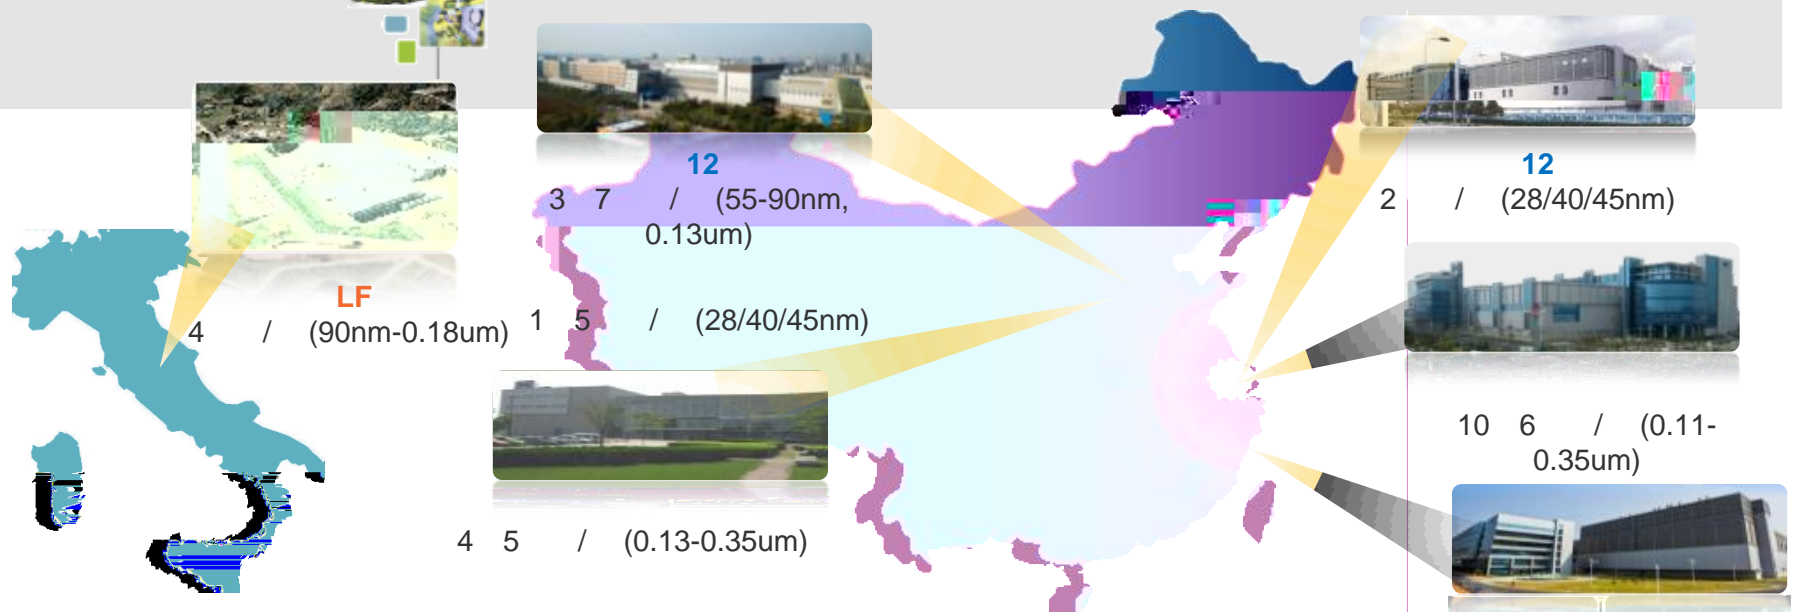 12
3 7 / (55-90nm,
0.13um)
12
2 / (28/40/45nm)
LF
4 / (90nm-0.18um)
1 5 / (28/40/45nm)
10 6 / (0.11-
0.35um)
4 5 / (0.13-0.35um)